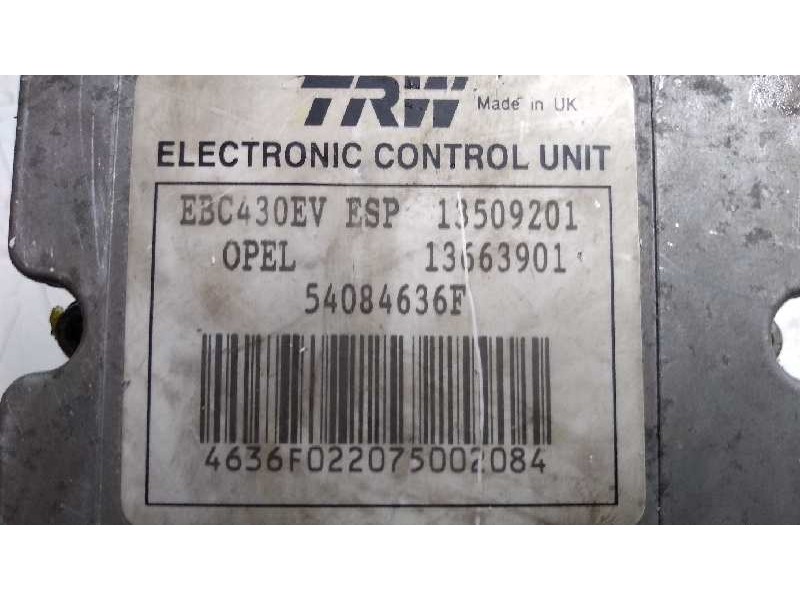 TRW Made in UK
ELECTRONIC CONTROL UNIT
EBC430EV ESP 13509201
OPEL 13663901
54084636F
4636F022075002084